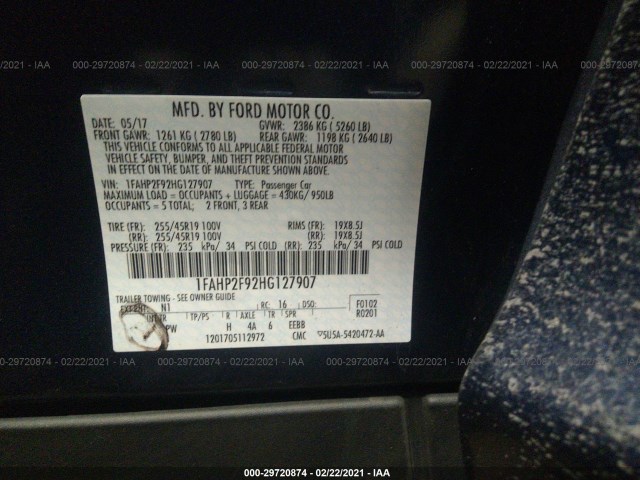 000-29720874 - 02/22/2021 - IAA
MFD. BY FORD MOTOR CO.
DATE: 05/17 GVWR: 2386 KG ( 5260 LB)
FRONT GAWR: 1261 KG ( 2780 LB) REAR GAWR: 1198 KG ( 2640 LB)
THIS VEHICLE CONFORMS TO ALL APPLICABLE FEDERAL MOTOR
VEHICLE SAFETY, BUMPER, AND THEFT PREVENTION STANDARDS
IN EFFECT ON THE DATE OF MANUFACTURE SHOWN ABOVE.
VIN: 1FAHP2F92HG127907 TYPE: Passenger Car
MAXIMUM LOAD = OCCUPANTS + LUGGAGE = 430KG/950LB
OCCUPANTS = 5 TOTAL; 2 FRONT, 3 REAR
TIRE (FR): 255/45R19 100V RIMS (FR): 19X8.5J
(RR): 255/45R19 100V (RR): 19X8.5J
PRESSURE (FR): 235 kPa/ 34 PSI COLD (RR): 235 kPa/ 34 PSI COLD
1FAHP2F92HG127907
TRAILER TOWING - SEE OWNER GUIDE
EXT PNT: N1 RC: 16 DSO: F0102
INT TR TP/PS R AXLE TR SPR R0201
PW H 4A 6 EEBB
1201705112972 CMC 5U5A-5420472-AA
000-29720874 - 02/22/2021 - IAA